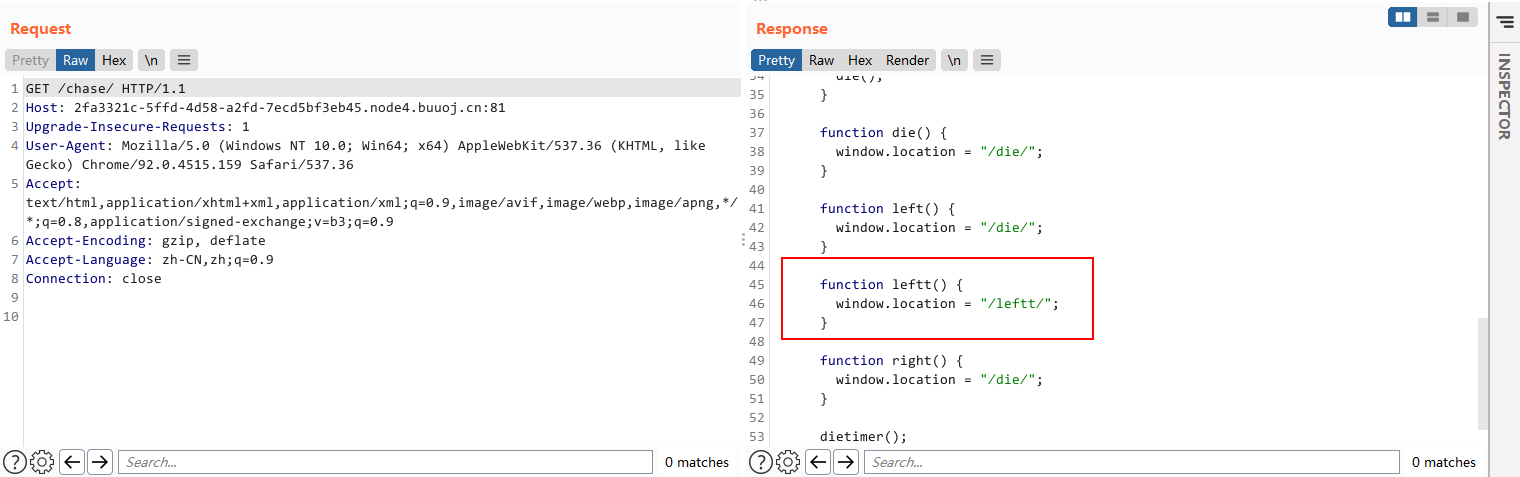 Request
Pretty Raw Hex \n
1 GET /chase/ HTTP/1.1
2 Host: 2fa3321c-5ffd-4d58-a2fd-7ecd5bf3eb45.node4.buuoj.cn:81
3 Upgrade-Insecure-Requests: 1
4 User-Agent: Mozilla/5.0 (Windows NT 10.0; Win64; x64) AppleWebKit/537.36 (KHTML, like
Gecko) Chrome/92.0.4515.159 Safari/537.36
5 Accept:
text/html,application/xhtml+xml,application/xml;q=0.9,image/avif,image/webp,image/apng,*/
*;q=0.8,application/signed-exchange;v=b3;q=0.9
6 Accept-Encoding: gzip, deflate
7 Accept-Language: zh-CN,zh;q=0.9
8 Connection: close
9
10
? Search... 0 matches
Response
Pretty Raw Hex Render \n
34 die();
35 }
36
37 function die() {
38 window.location = "/die/";
39 }
40
41 function left() {
42 window.location = "/die/";
43 }
44
45 function leftt() {
46 window.location = "/leftt/";
47 }
48
49 function right() {
50 window.location = "/die/";
51 }
52
53 dietimer();
? Search... 0 matches
INSPECTOR